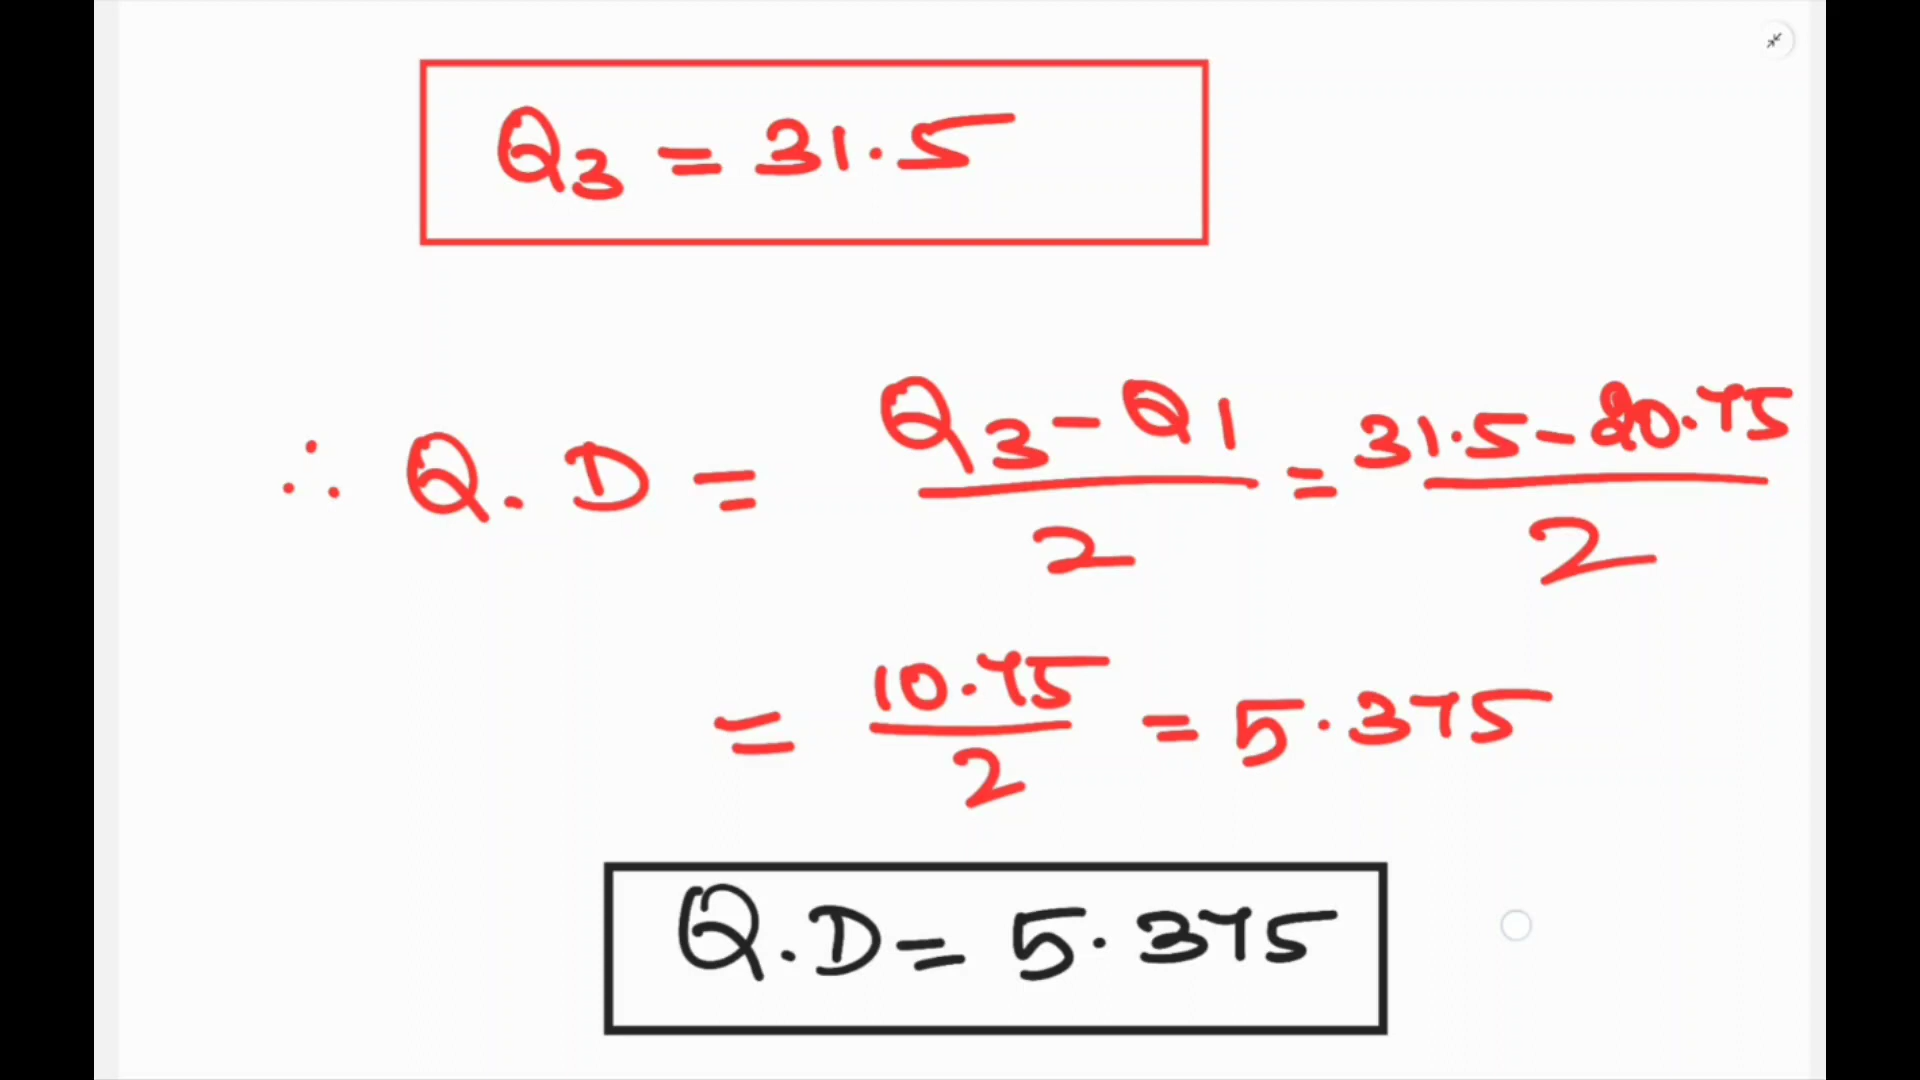 Q3 = 31.5
∴ Q.D = Q3-Q1/2 = 31.5-20.75/2
= 10.75/2 = 5.375
Q.D = 5.375